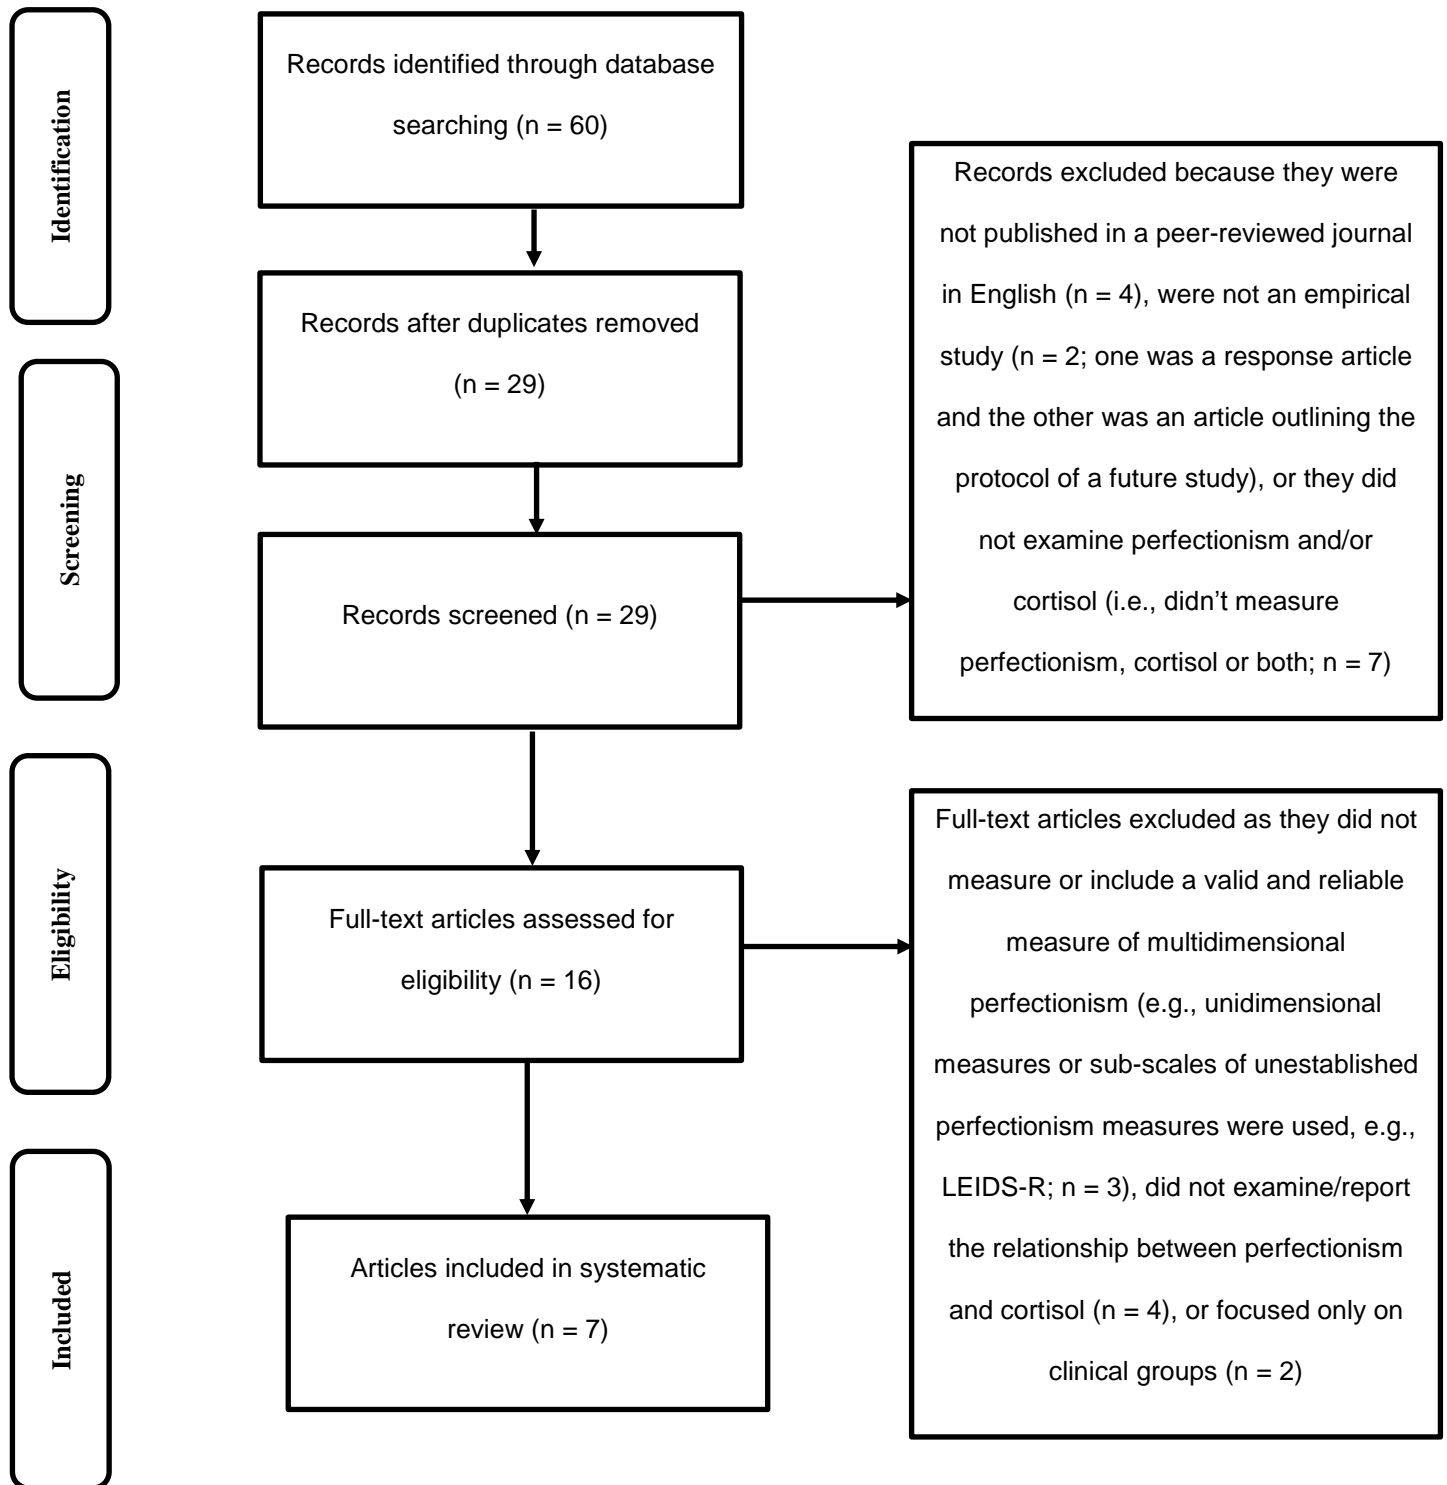 Identification
Records identified through database
searching (n = 60)
Records after duplicates removed
(n = 29)
Screening
Records screened (n = 29)
Records excluded because they were
not published in a peer-reviewed journal
in English (n = 4), were not an empirical
study (n = 2; one was a response article
and the other was an article outlining the
protocol of a future study), or they did
not examine perfectionism and/or
cortisol (i.e., didn’t measure
perfectionism, cortisol or both; n = 7)
Eligibility
Full-text articles assessed for
eligibility (n = 16)
Full-text articles excluded as they did not
measure or include a valid and reliable
measure of multidimensional
perfectionism (e.g., unidimensional
measures or sub-scales of unestablished
perfectionism measures were used, e.g.,
LEIDS-R; n = 3), did not examine/report
the relationship between perfectionism
and cortisol (n = 4), or focused only on
clinical groups (n = 2)
Included
Articles included in systematic
review (n = 7)